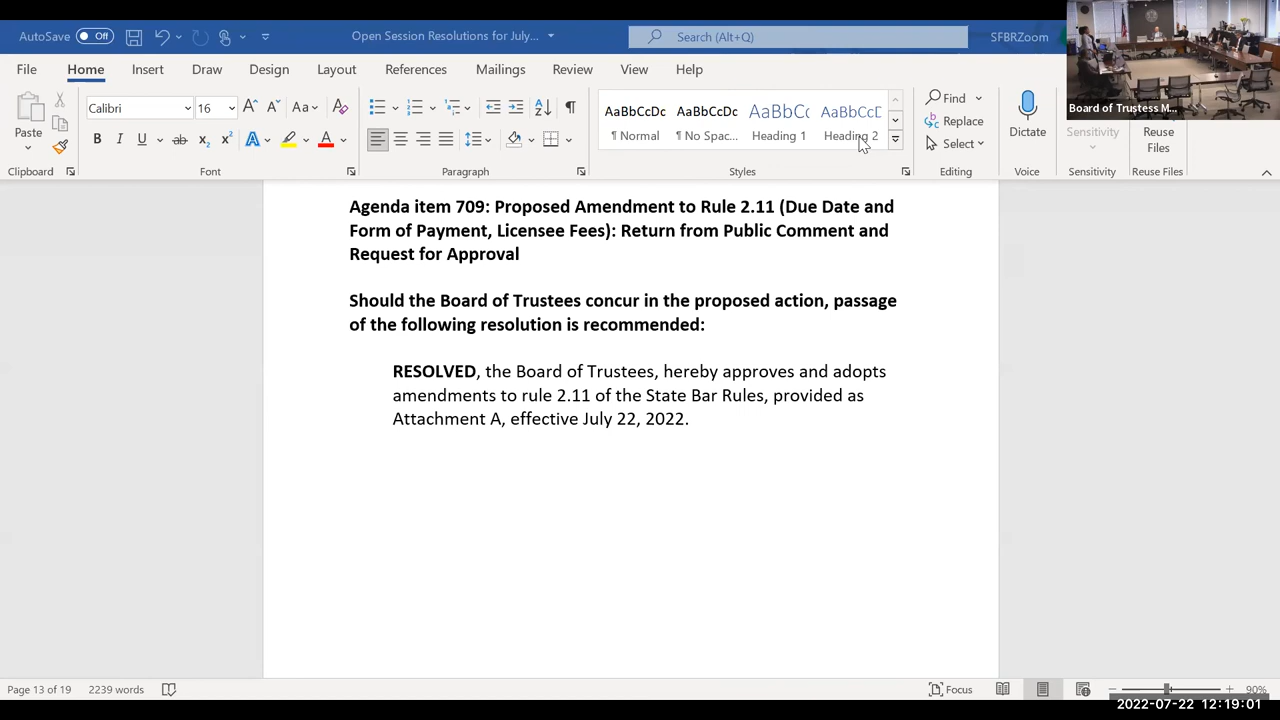 AutoSave Off Open Session Resolutions for July... Search (Alt+Q) SFBRZoom
File Home Insert Draw Design Layout References Mailings Review View Help
Board of Trustess M...
Paste
Calibri 16
AaBbCcDc AaBbCcDc AaBbCc AaBbCcD
¶ Normal ¶ No Spac... Heading 1 Heading 2
Find
Replace
Select
Dictate
Sensitivity
Reuse
Files
Clipboard Font Paragraph Styles Editing Voice Sensitivity Reuse Files
Agenda item 709: Proposed Amendment to Rule 2.11 (Due Date and
Form of Payment, Licensee Fees): Return from Public Comment and
Request for Approval
Should the Board of Trustees concur in the proposed action, passage
of the following resolution is recommended:
RESOLVED, the Board of Trustees, hereby approves and adopts
amendments to rule 2.11 of the State Bar Rules, provided as
Attachment A, effective July 22, 2022.
Page 13 of 19 2239 words Focus 90%
2022-07-22 12:19:01